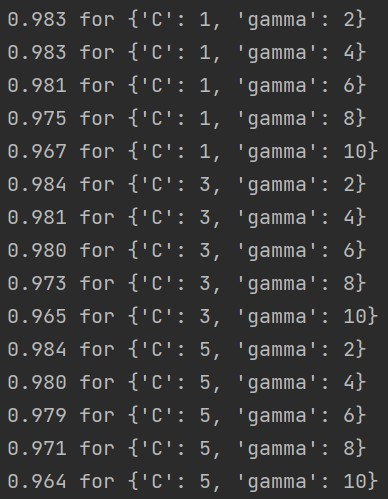 0.983 for {'C': 1, 'gamma': 2}
0.983 for {'C': 1, 'gamma': 4}
0.981 for {'C': 1, 'gamma': 6}
0.975 for {'C': 1, 'gamma': 8}
0.967 for {'C': 1, 'gamma': 10}
0.984 for {'C': 3, 'gamma': 2}
0.981 for {'C': 3, 'gamma': 4}
0.980 for {'C': 3, 'gamma': 6}
0.973 for {'C': 3, 'gamma': 8}
0.965 for {'C': 3, 'gamma': 10}
0.984 for {'C': 5, 'gamma': 2}
0.980 for {'C': 5, 'gamma': 4}
0.979 for {'C': 5, 'gamma': 6}
0.971 for {'C': 5, 'gamma': 8}
0.964 for {'C': 5, 'gamma': 10}